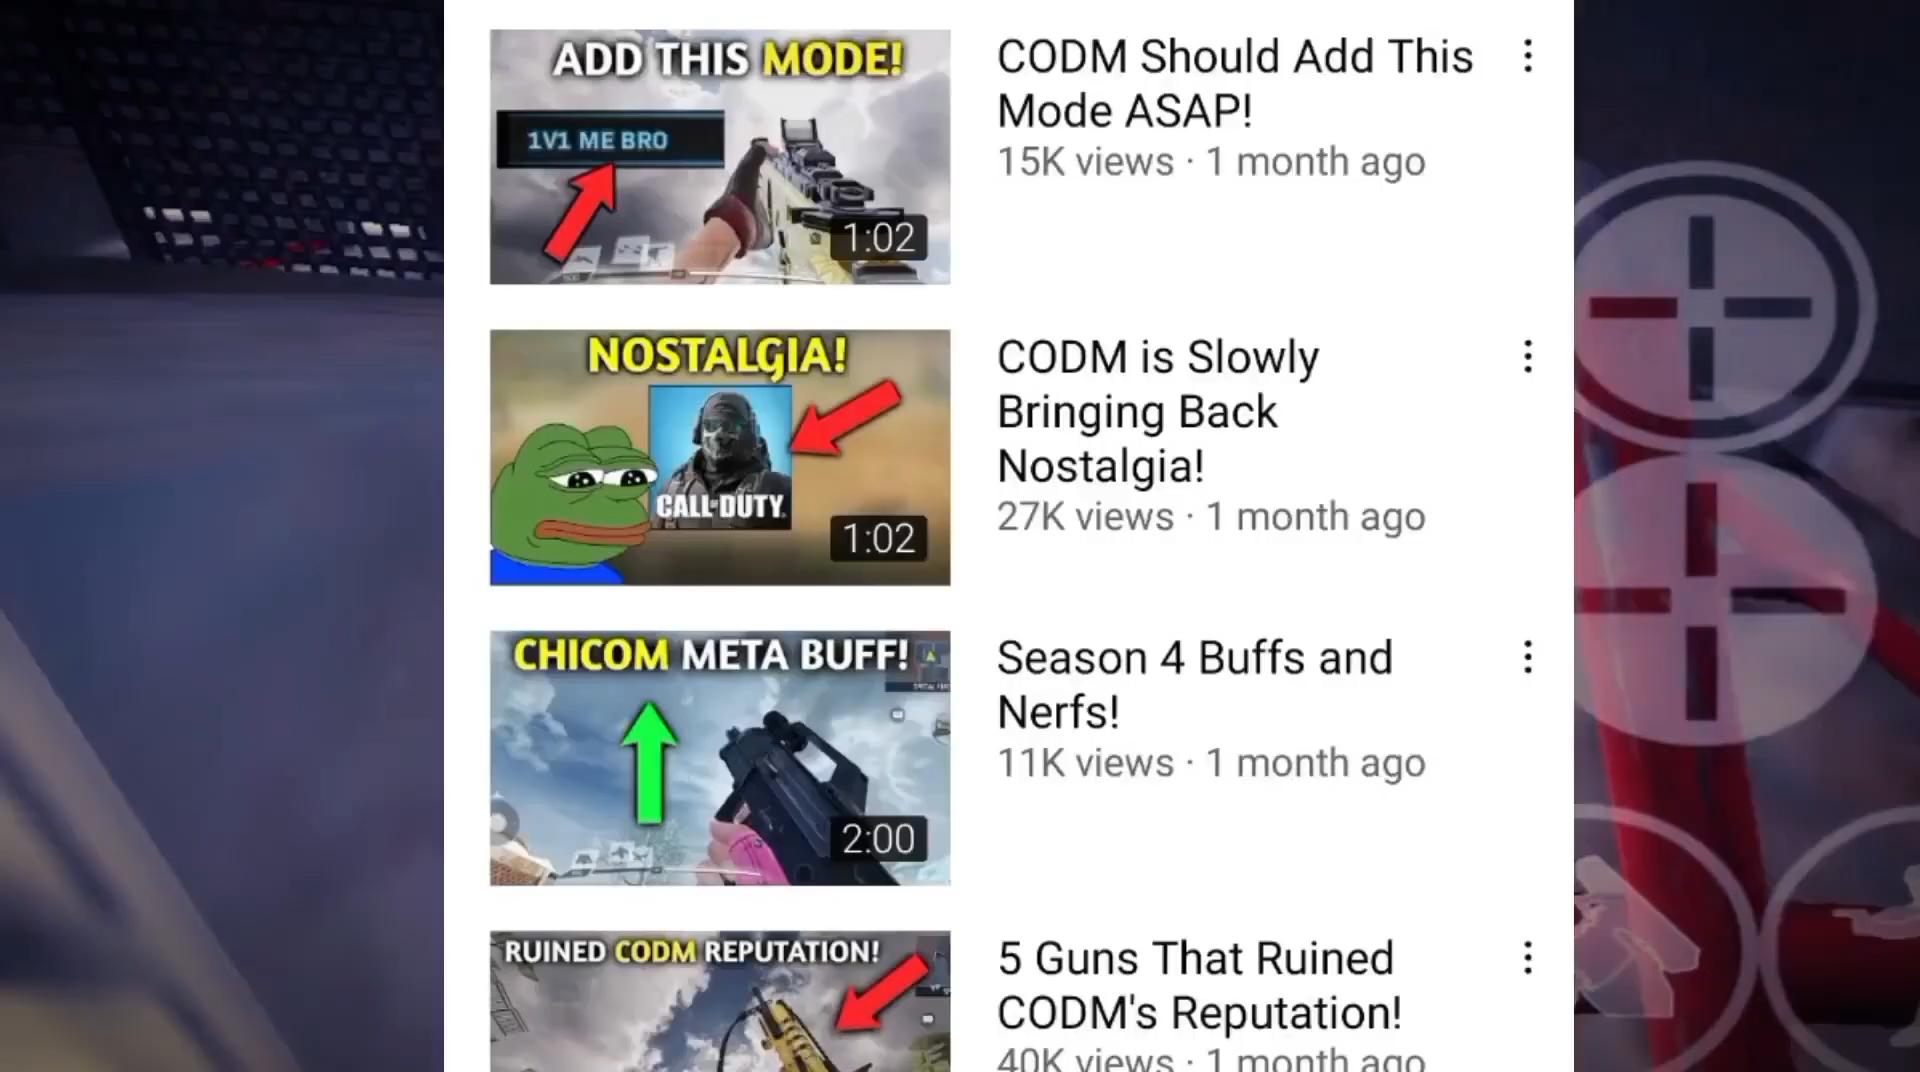 ADD THIS MODE!
1V1 ME BRO
1:02
CODM Should Add This
Mode ASAP!
15K views · 1 month ago
NOSTALGIA!
CALL OF DUTY
1:02
CODM is Slowly
Bringing Back
Nostalgia!
27K views · 1 month ago
CHICOM META BUFF!
2:00
Season 4 Buffs and
Nerfs!
11K views · 1 month ago
RUINED CODM REPUTATION!
5 Guns That Ruined
CODM's Reputation!
40K views · 1 month ago